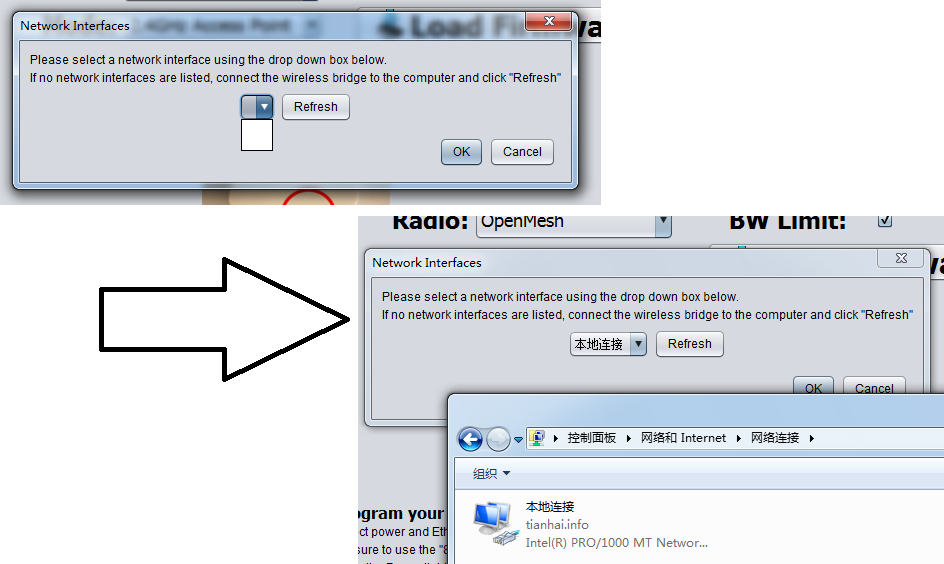 4GHz Access Point
Load Firmwa
Network Interfaces
Please select a network interface using the drop down box below.
If no network interfaces are listed, connect the wireless bridge to the computer and click "Refresh"
Refresh
OK
Cancel
Radio:
OpenMesh
BW Limit:
Network Interfaces
Please select a network interface using the drop down box below.
If no network interfaces are listed, connect the wireless bridge to the computer and click "Refresh"
本地连接
Refresh
OK
Cancel
控制面板
网络和 Internet
网络连接
组织
ogram your
ct power and Eth
sure to use the "8
本地连接
tianhai.info
Intel(R) PRO/1000 MT Networ...